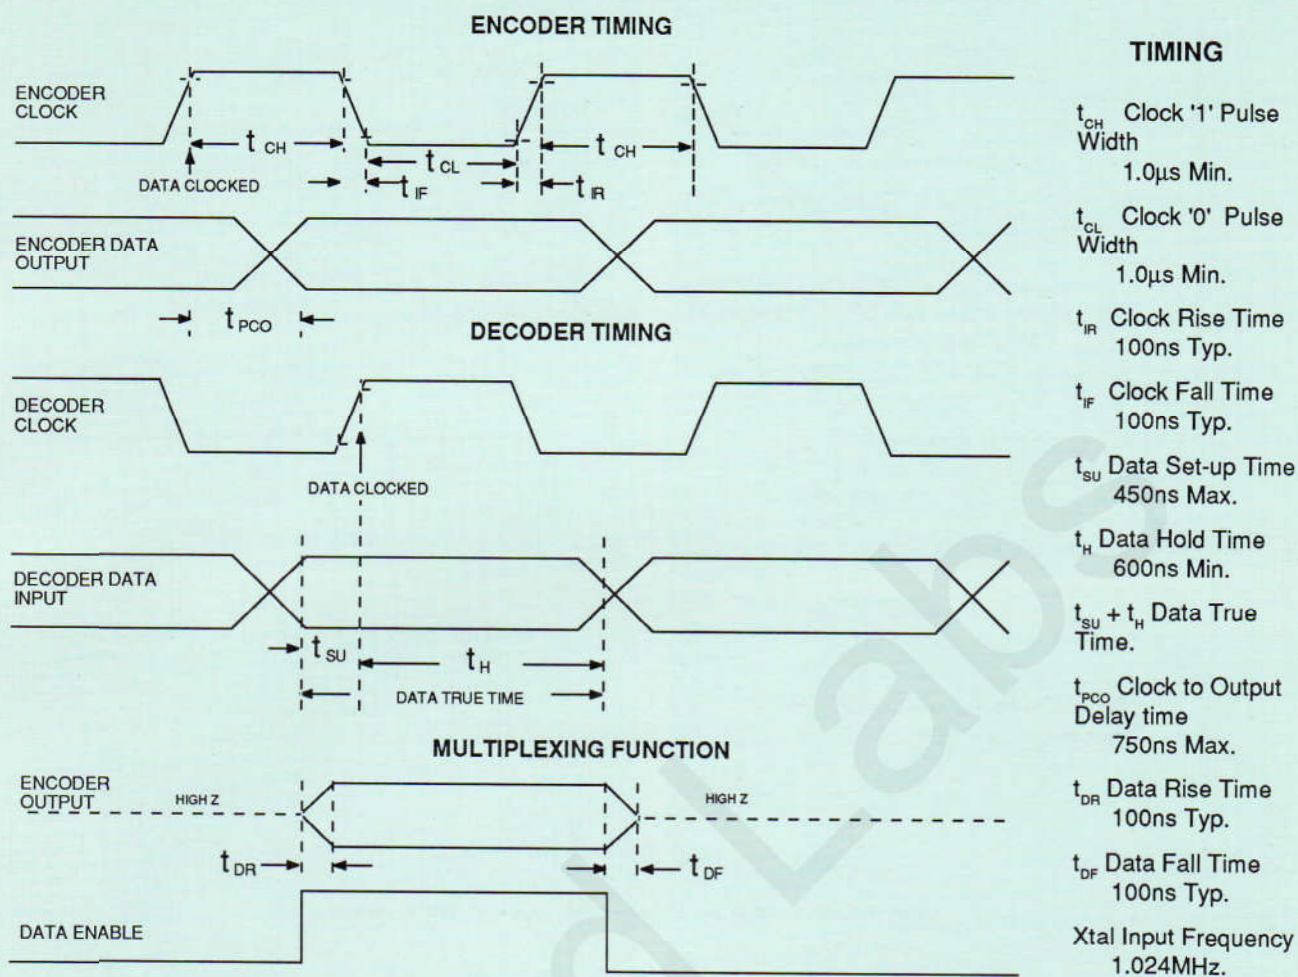 ENCODER TIMING
ENCODER
CLOCK
t CH
t CL
t CH
DATA CLOCKED
t IF
t IR
ENCODER DATA
OUTPUT
t PCO
DECODER TIMING
DECODER
CLOCK
DATA CLOCKED
DECODER DATA
INPUT
t SU
t H
DATA TRUE TIME
MULTIPLEXING FUNCTION
ENCODER
OUTPUT
HIGH Z
HIGH Z
t DR
t DF
DATA ENABLE
TIMING
tCH Clock '1' Pulse
Width
1.0µs Min.
tCL Clock '0' Pulse
Width
1.0µs Min.
tIR Clock Rise Time
100ns Typ.
tIF Clock Fall Time
100ns Typ.
tSU Data Set-up Time
450ns Max.
tH Data Hold Time
600ns Min.
tSU + tH Data True
Time.
tPCO Clock to Output
Delay time
750ns Max.
tDR Data Rise Time
100ns Typ.
tDF Data Fall Time
100ns Typ.
Xtal Input Frequency
1.024MHz.
d Labs